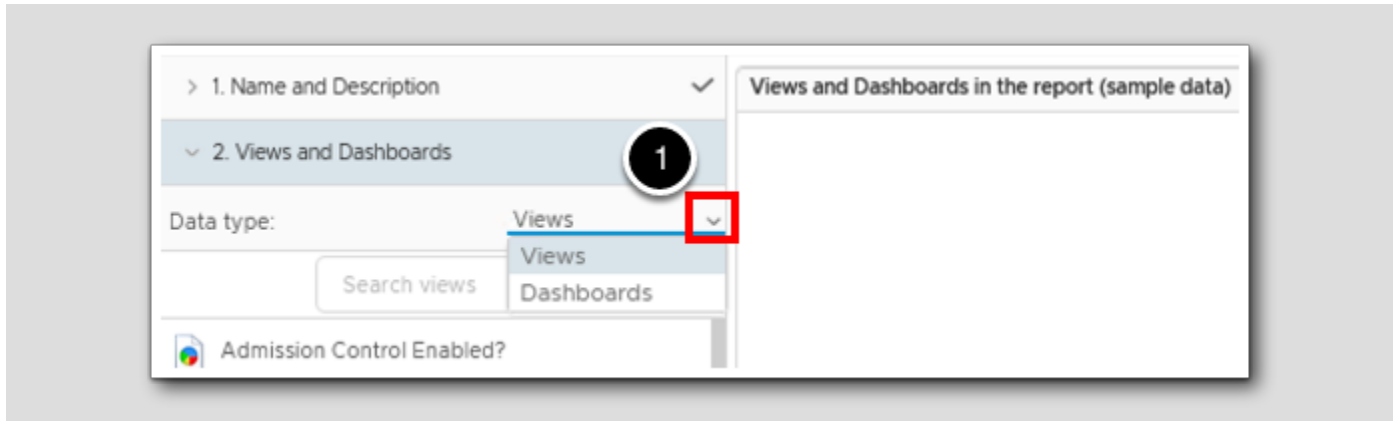 > 1. Name and Description
Views and Dashboards in the report (sample data)
2. Views and Dashboards
1
Data type:
Views
Views
Search views
Dashboards
Admission Control Enabled?